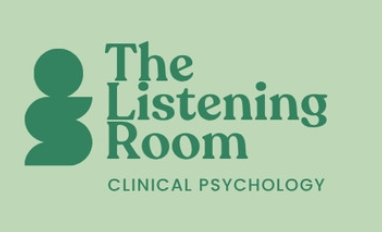 The
Listening
Room
CLINICAL PSYCHOLOGY